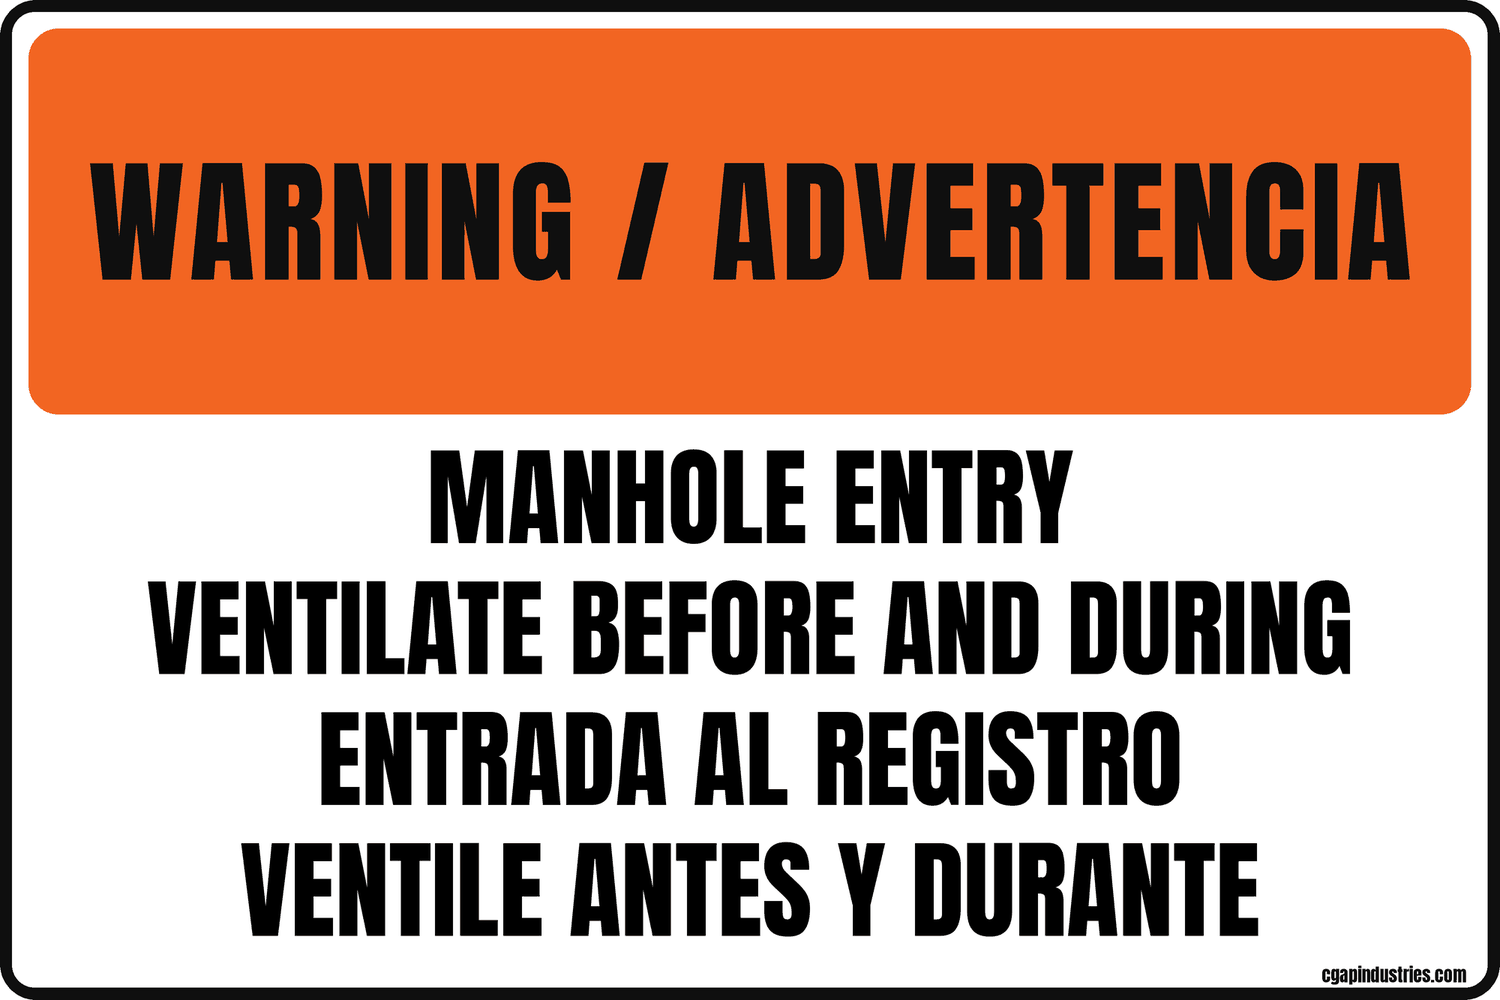 WARNING / ADVERTENCIA
MANHOLE ENTRY
VENTILATE BEFORE AND DURING
ENTRADA AL REGISTRO
VENTILE ANTES Y DURANTE
cgapindustries.com